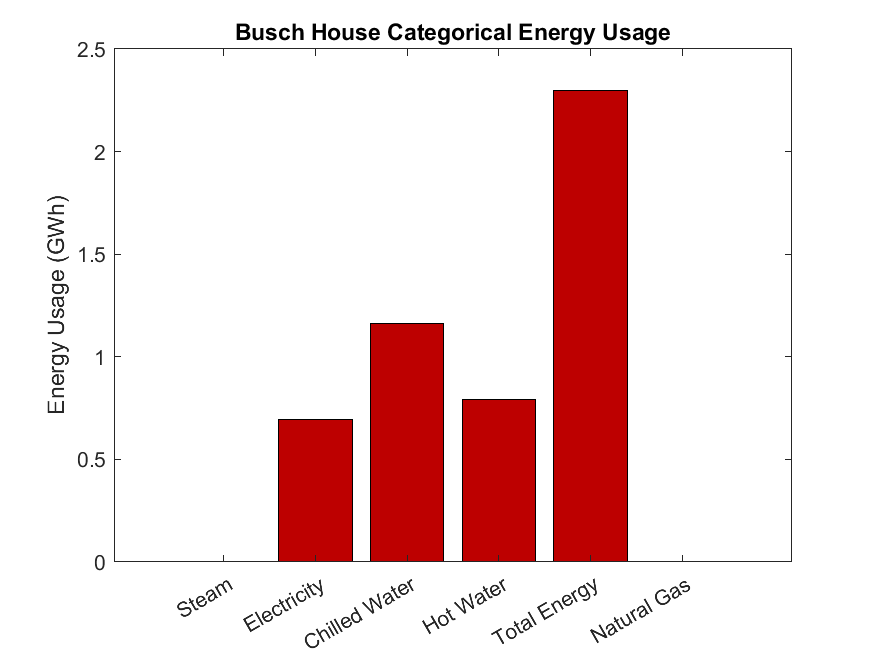 Busch House Categorical Energy Usage
2.5
2
1.5
1
0.5
0
Energy Usage (GWh)
Steam
Electricity
Chilled Water
Hot Water
Total Energy
Natural Gas